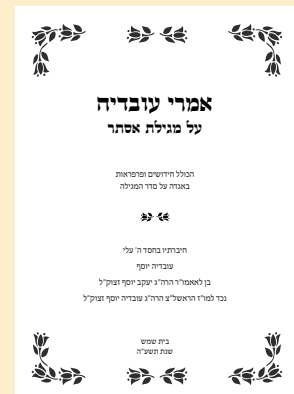 אמרי עובדיה
על מגילת אסתר
הכולל חידושים ופרפראות
באגדה על סדר המגילה
חיברתיו בחסד ה' עלי
עובדיה יוסף
בן לאאמו"ר הרה"ג יעקב יוסף זצוק"ל
נכד למו"ז הראשל"צ הרה"ג עובדיה יוסף זצוק"ל
בית שמש
שנת תשע"ה